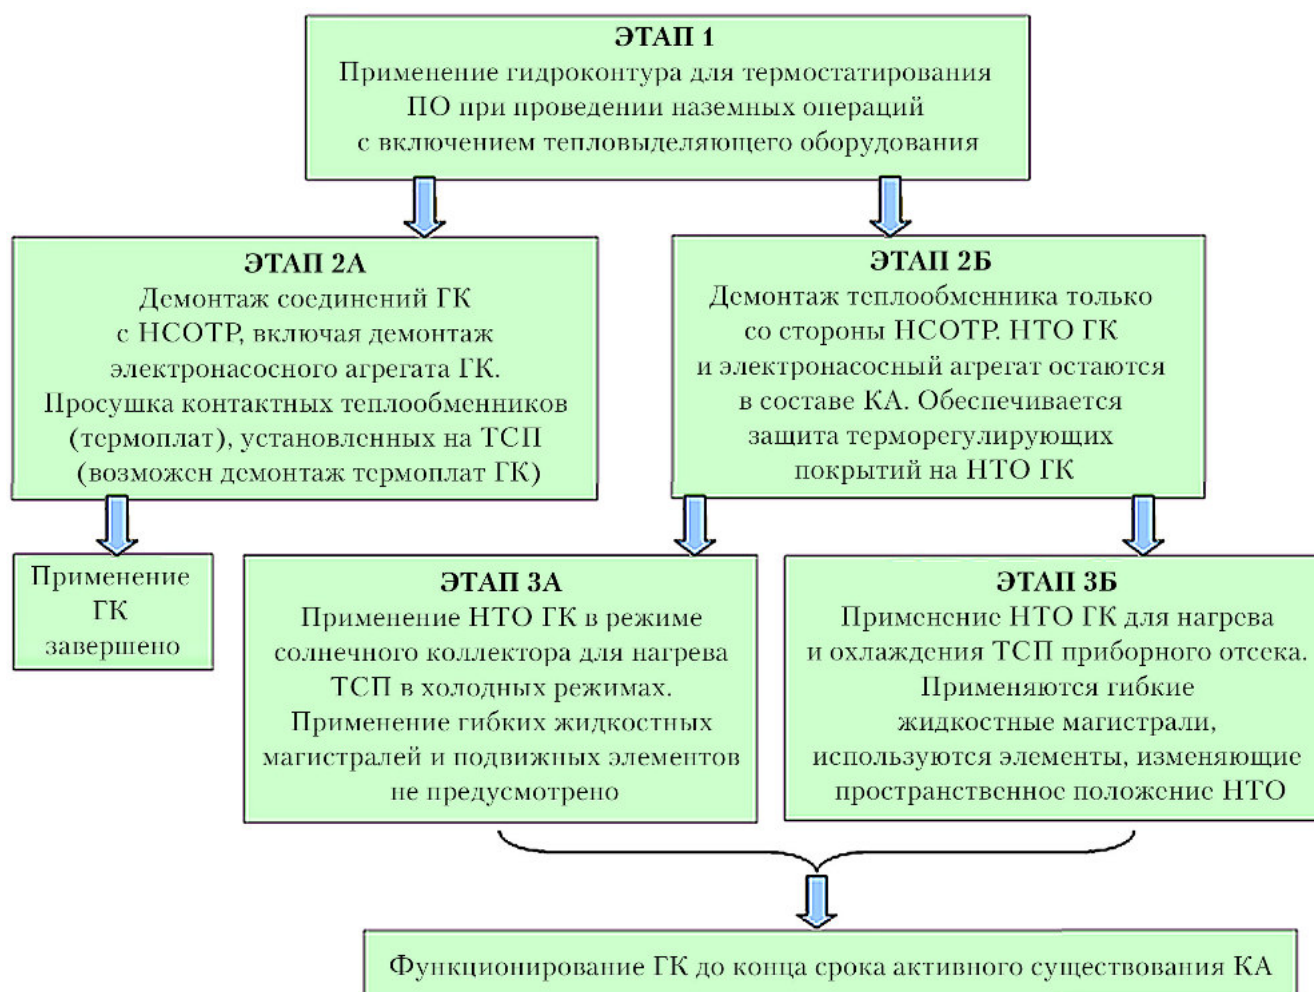 ЭТАП 1
Применение гидроконтура для термостатирования
ПО при проведении наземных операций
с включением тепловыделяющего оборудования
ЭТАП 2А
Демонтаж соединений ГК
с НСОТР, включая демонтаж
электронасосного агрегата ГК.
Просушка контактных теплообменников
(термоплат), установленных на ТСП
(возможен демонтаж термоплат ГК)
ЭТАП 2Б
Демонтаж теплообменника только
со стороны НСОТР. НТО ГК
и электронасосный агрегат остаются
в составе КА. Обеспечивается
защита терморегулирующих
покрытий на НТО ГК
Применение
ГК
завершено
ЭТАП 3А
Применение НТО ГК в режиме
солнечного коллектора для нагрева
ТСП в холодных режимах.
Применение гибких жидкостных
магистралей и подвижных элементов
не предусмотрено
ЭТАП 3Б
Применение НТО ГК для нагрева
и охлаждения ТСП приборного отсека.
Применяются гибкие
жидкостные магистрали,
используются элементы, изменяющие
пространственное положение НТО
Функционирование ГК до конца срока активного существования КА